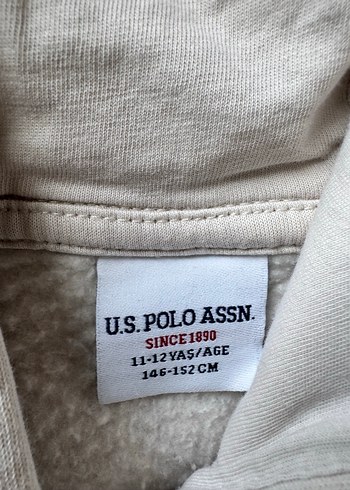 U.S. POLO ASSN.
SINCE 1890
11-12 YAŞ/AGE
146-152 CM